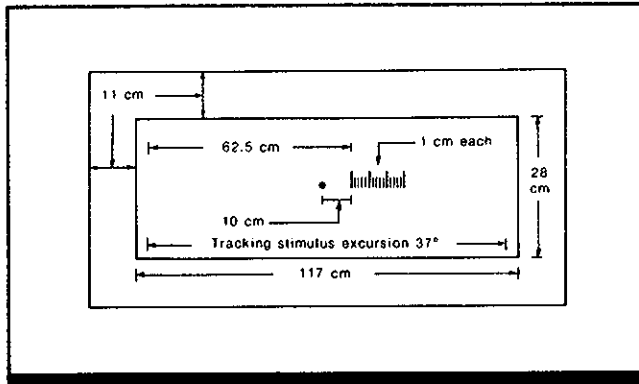 11 cm
62.5 cm
1 cm each
28
cm
10 cm
Tracking stimulus excursion 37°
117 cm